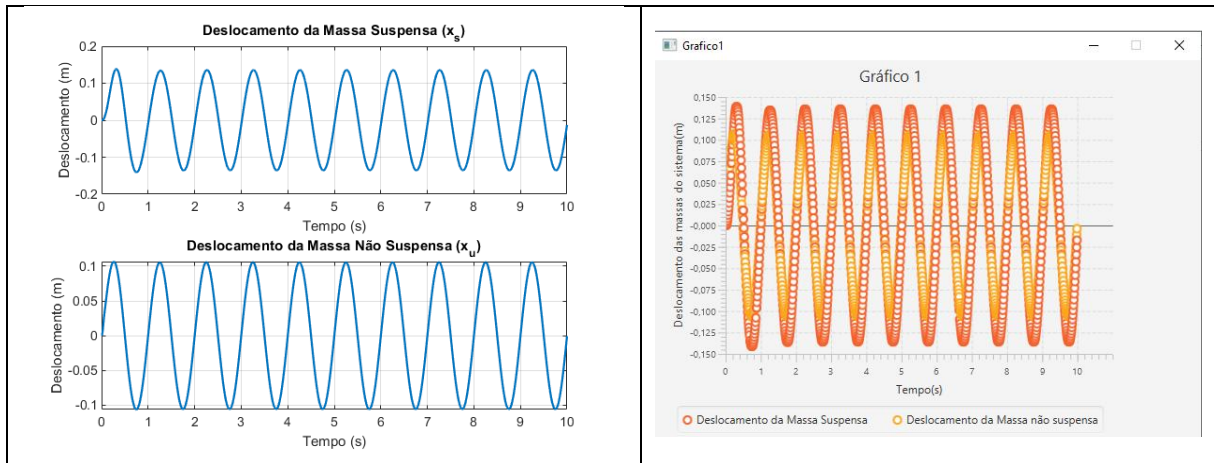 Deslocamento da Massa Suspensa (x_s)
Deslocamento (m)
0.2
0.1
0
-0.1
-0.2
0 1 2 3 4 5 6 7 8 9 10
Tempo (s)
Deslocamento da Massa Não Suspensa (x_u)
Deslocamento (m)
0.1
0.05
0
-0.05
-0.1
0 1 2 3 4 5 6 7 8 9 10
Tempo (s)
Grafico1
Gráfico 1
Deslocamento das massas do sistema(m)
0,150
0,125
0,100
0,075
0,050
0,025
-0,000
-0,025
-0,050
-0,075
-0,100
-0,125
-0,150
0 1 2 3 4 5 6 7 8 9 10
Tempo(s)
Deslocamento da Massa Suspensa Deslocamento da Massa não suspensa